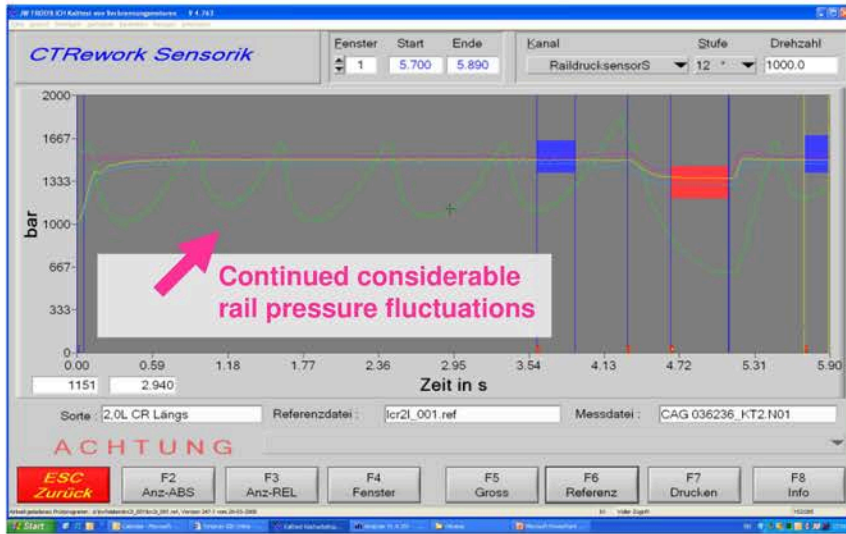 CTRework Sensorik
Fenster Start Ende Kanal Stufe Drehzahl
1 5.700 5.890 RaildrucksensorS 12 ° 1000.0
2000
1667
1333
1000
667
333
0
bar
Continued considerable
rail pressure fluctuations
0.00 0.59 1.18 1.77 2.36 2.95 3.54 4.13 4.72 5.31 5.90
1151 2.940 Zeit in s
Sorte : 2,0L CR Längs Referenzdatei : lcr2l_001.ref Messdatei : CAG 036236_KT2.N01
ACHTUNG
ESC F2 F3 F4 F5 F6 F7 F8
Zurück Anz-ABS Anz-REL Fenster Gross Referenz Drucken Info
Start